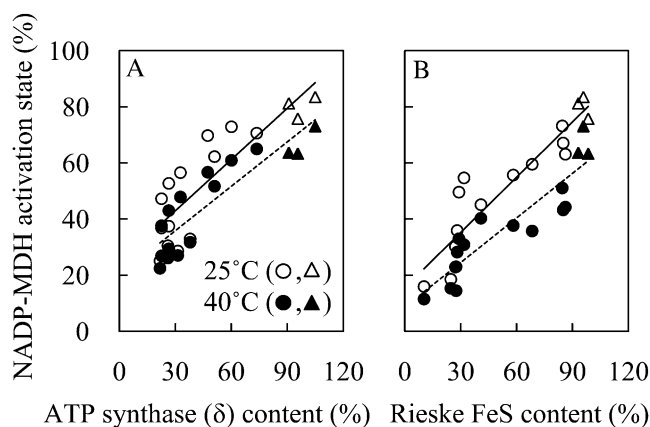 NADP-MDH activation state (%)
100
80
60
40
20
0
A
25°C (○,△)
40°C (●,▲)
0 30 60 90 120
ATP synthase (δ) content (%)
B
0 30 60 90 120
Rieske FeS content (%)